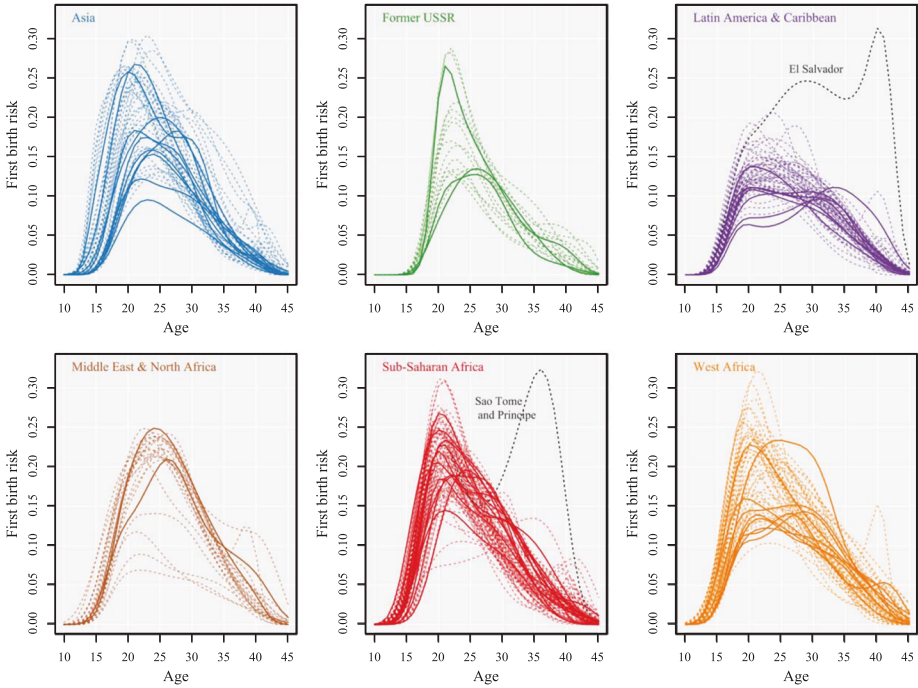 Asia
First birth risk
0.30
0.25
0.20
0.15
0.10
0.05
0.00
10 15 20 25 30 35 40 45
Age
Former USSR
First birth risk
0.30
0.25
0.20
0.15
0.10
0.05
0.00
10 15 20 25 30 35 40 45
Age
Latin America & Caribbean
El Salvador
First birth risk
0.30
0.25
0.20
0.15
0.10
0.05
0.00
10 15 20 25 30 35 40 45
Age
Middle East & North Africa
First birth risk
0.30
0.25
0.20
0.15
0.10
0.05
0.00
10 15 20 25 30 35 40 45
Age
Sub-Saharan Africa
Sao Tome
and Principe
First birth risk
0.30
0.25
0.20
0.15
0.10
0.05
0.00
10 15 20 25 30 35 40 45
Age
West Africa
First birth risk
0.30
0.25
0.20
0.15
0.10
0.05
0.00
10 15 20 25 30 35 40 45
Age